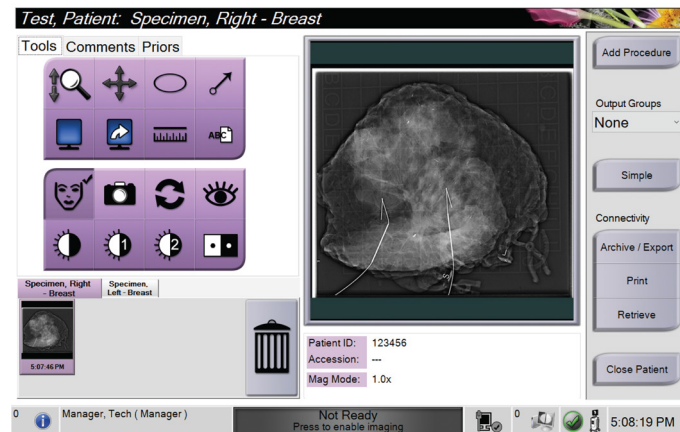 Test, Patient: Specimen, Right - Breast
Tools Comments Priors
ABC
1
2
Specimen, Right
- Breast
Specimen,
Left - Breast
5:07:46 PM
Patient ID: 123456
Accession: ---
Mag Mode: 1.0x
Add Procedure
Output Groups
None
Simple
Connectivity
Archive / Export
Print
Retrieve
Close Patient
0
Manager, Tech ( Manager )
Not Ready
Press to enable imaging
0
5:08:19 PM